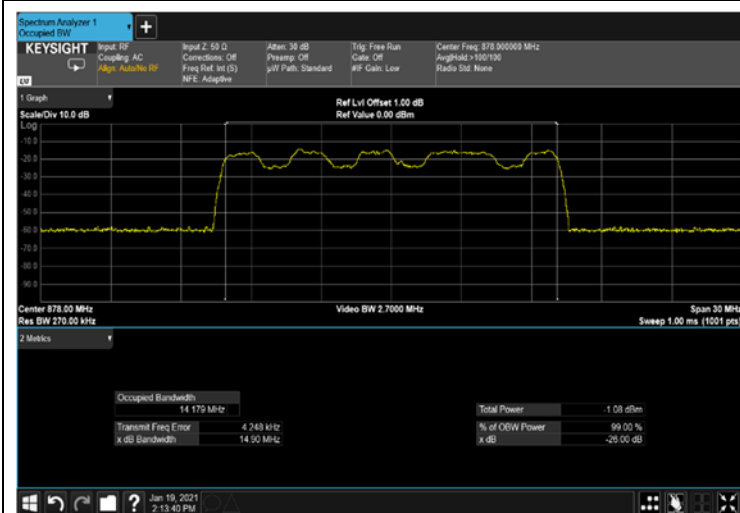 Spectrum Analyzer 1
Occupied BW
+
KEYSIGHT
Input: RF
Coupling: AC
Align: Auto/No RF
Input Z: 50 Ω
Corrections: Off
Freq Ref: Int (S)
NFE: Adaptive
Atten: 30 dB
Preamp: Off
µW Path: Standard
Trig: Free Run
Gate: Off
#IF Gain: Low
Center Freq: 878.000000 MHz
Avg|Hold:>100/100
Radio Std: None
1 Graph
Scale/Div 10.0 dB
Ref Lvl Offset 1.00 dB
Ref Value 0.00 dBm
Log
-10.0
-20.0
-30.0
-40.0
-50.0
-60.0
-70.0
-80.0
-90.0
Center 878.00 MHz
Res BW 270.00 kHz
Video BW 2.7000 MHz
Span 30 MHz
Sweep 1.00 ms (1001 pts)
2 Metrics
Occupied Bandwidth
14.179 MHz
Transmit Freq Error 4.248 kHz
x dB Bandwidth 14.90 MHz
Total Power -1.08 dBm
% of OBW Power 99.00 %
x dB -26.00 dB
?
Jan 19, 2021
2:13:40 PM